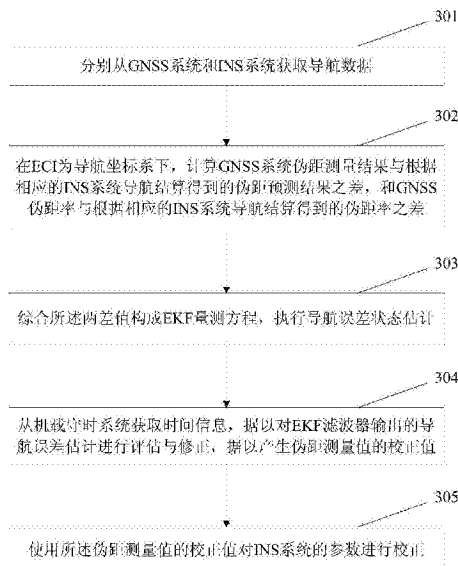 301
分别从GNSS系统和INS系统获取导航数据
302
在ECI为导航坐标系下，计算GNSS系统伪距测量结果与根据
相应的INS系统导航结算得到的伪距预测结果之差，和GNSS
伪距率与根据相应的INS系统导航结算得到的伪距率之差
303
综合所述两差值构成EKF量测方程，执行导航误差状态估计
304
从机载守时系统获取时间信息，据以对EKF滤波器输出的导
航误差估计进行评估与修正，据以产生伪距测量值的校正值
305
使用所述伪距测量值的校正值对INS系统的参数进行校正